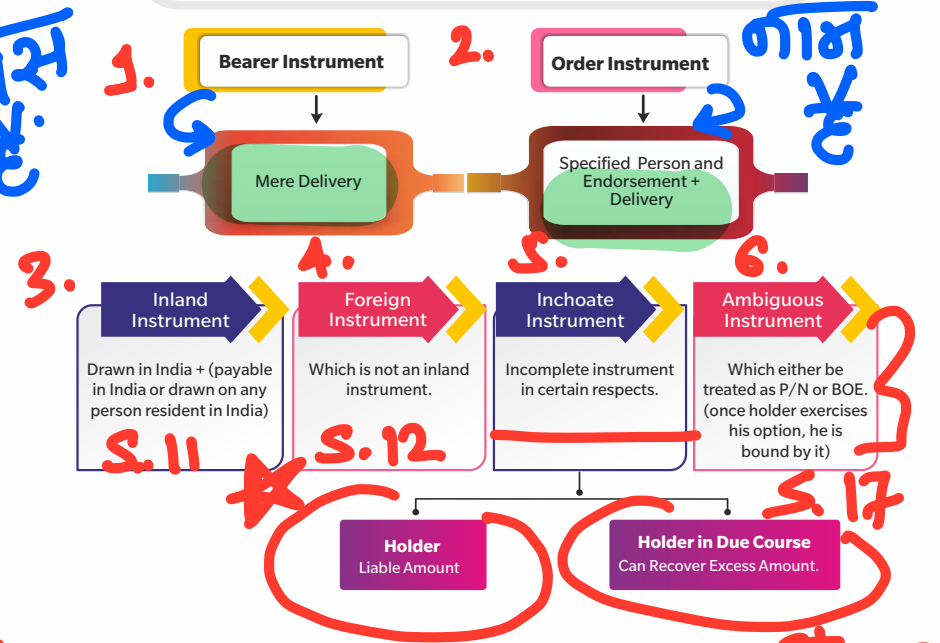 1.
Bearer Instrument
2.
Order Instrument
नाम
Mere Delivery
Specified Person and
Endorsement +
Delivery
3.
4.
5.
6.
Inland
Instrument
Drawn in India + (payable
in India or drawn on any
person resident in India)
S.11
Foreign
Instrument
Which is not an inland
instrument.
S.12
Inchoate
Instrument
Incomplete instrument
in certain respects.
Ambiguous
Instrument
Which either be
treated as P/N or BOE.
(once holder exercises
his option, he is
bound by it)
S.17
Holder
Liable Amount
Holder in Due Course
Can Recover Excess Amount.